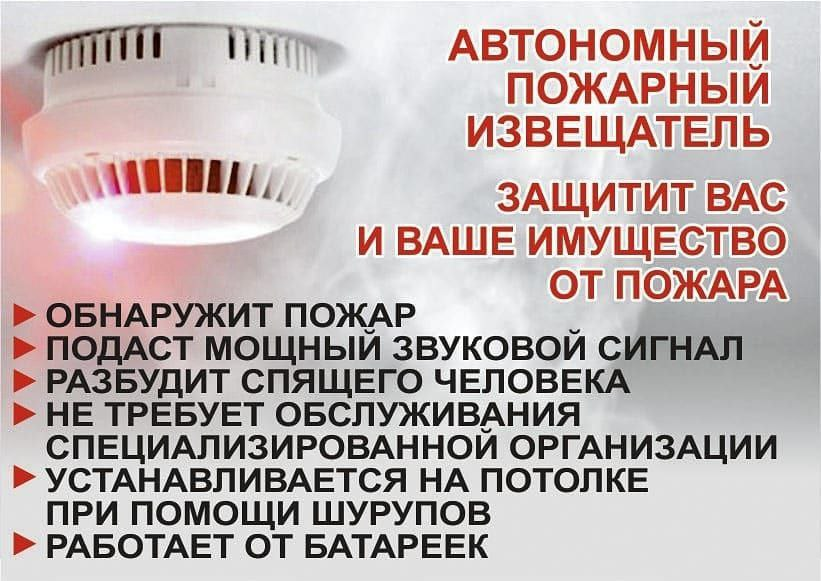 АВТОНОМНЫЙ
ПОЖАРНЫЙ
ИЗВЕЩАТЕЛЬ
ЗАЩИТИТ ВАС
И ВАШЕ ИМУЩЕСТВО
ОТ ПОЖАРА
ОБНАРУЖИТ ПОЖАР
ПОДАСТ МОЩНЫЙ ЗВУКОВОЙ СИГНАЛ
РАЗБУДИТ СПЯЩЕГО ЧЕЛОВЕКА
НЕ ТРЕБУЕТ ОБСЛУЖИВАНИЯ
СПЕЦИАЛИЗИРОВАННОЙ ОРГАНИЗАЦИИ
УСТАНАВЛИВАЕТСЯ НА ПОТОЛКЕ
ПРИ ПОМОЩИ ШУРУПОВ
РАБОТАЕТ ОТ БАТАРЕЕК